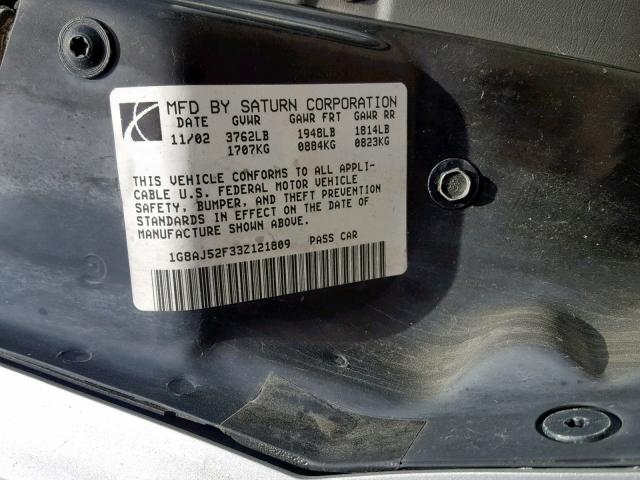 MFD BY SATURN CORPORATION
DATE GVWR GAWR FRT GAWR RR
11/02 3762LB 1948LB 1814LB
1707KG 0884KG 0823KG
THIS VEHICLE CONFORMS TO ALL APPLI-
CABLE U.S. FEDERAL MOTOR VEHICLE
SAFETY, BUMPER, AND THEFT PREVENTION
STANDARDS IN EFFECT ON THE DATE OF
MANUFACTURE SHOWN ABOVE.
1G8AJ52F33Z121809 PASS CAR